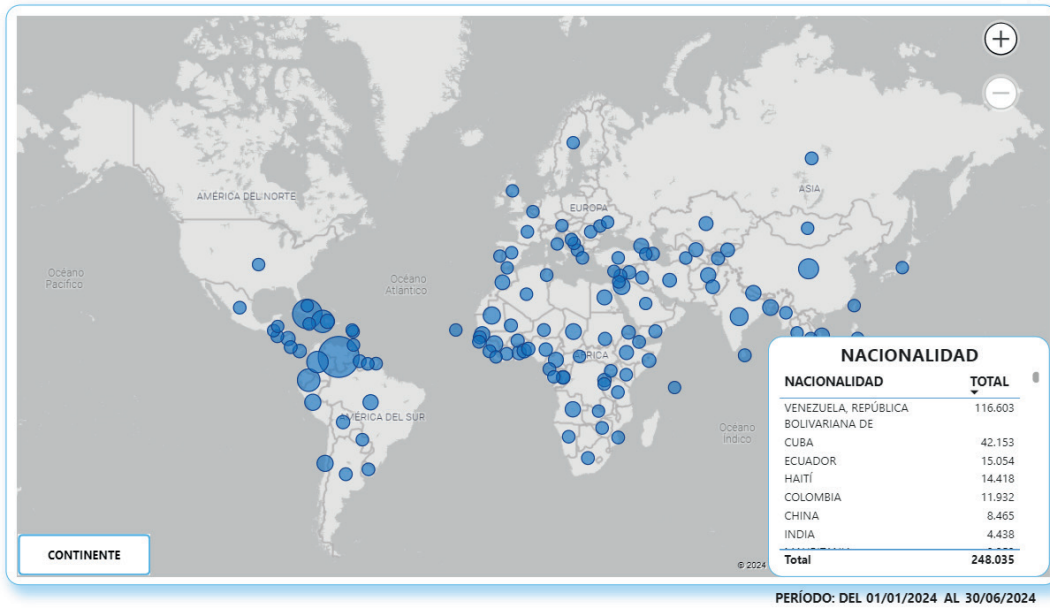 AMÉRICA DEL NORTE
EUROPA
ASIA
Océano
Pacífico
Océano
Atlántico
ÁFRICA
AMÉRICA DEL SUR
Océano
Índico
NACIONALIDAD
NACIONALIDAD TOTAL
VENEZUELA, REPÚBLICA 116.603
BOLIVARIANA DE
CUBA 42.153
ECUADOR 15.054
HAITÍ 14.418
COLOMBIA 11.932
CHINA 8.465
INDIA 4.438
Total 248.035
CONTINENTE
© 2024
PERÍODO: DEL 01/01/2024 AL 30/06/2024